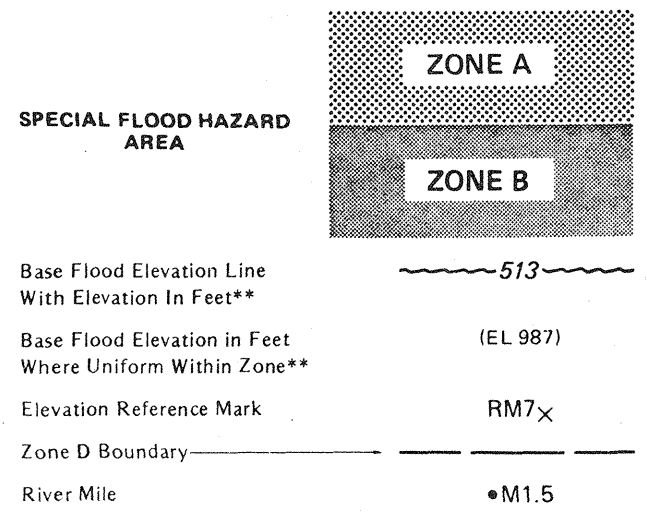 ZONE A
SPECIAL FLOOD HAZARD
AREA
ZONE B
Base Flood Elevation Line
With Elevation In Feet**
513
Base Flood Elevation in Feet
Where Uniform Within Zone**
(EL 987)
Elevation Reference Mark
RM7×
Zone D Boundary
River Mile
•M1.5